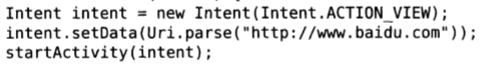 Intent intent = new Intent(Intent.ACTION_VIEW);
intent.setData(Uri.parse("http://www.baidu.com"));
startActivity(intent);